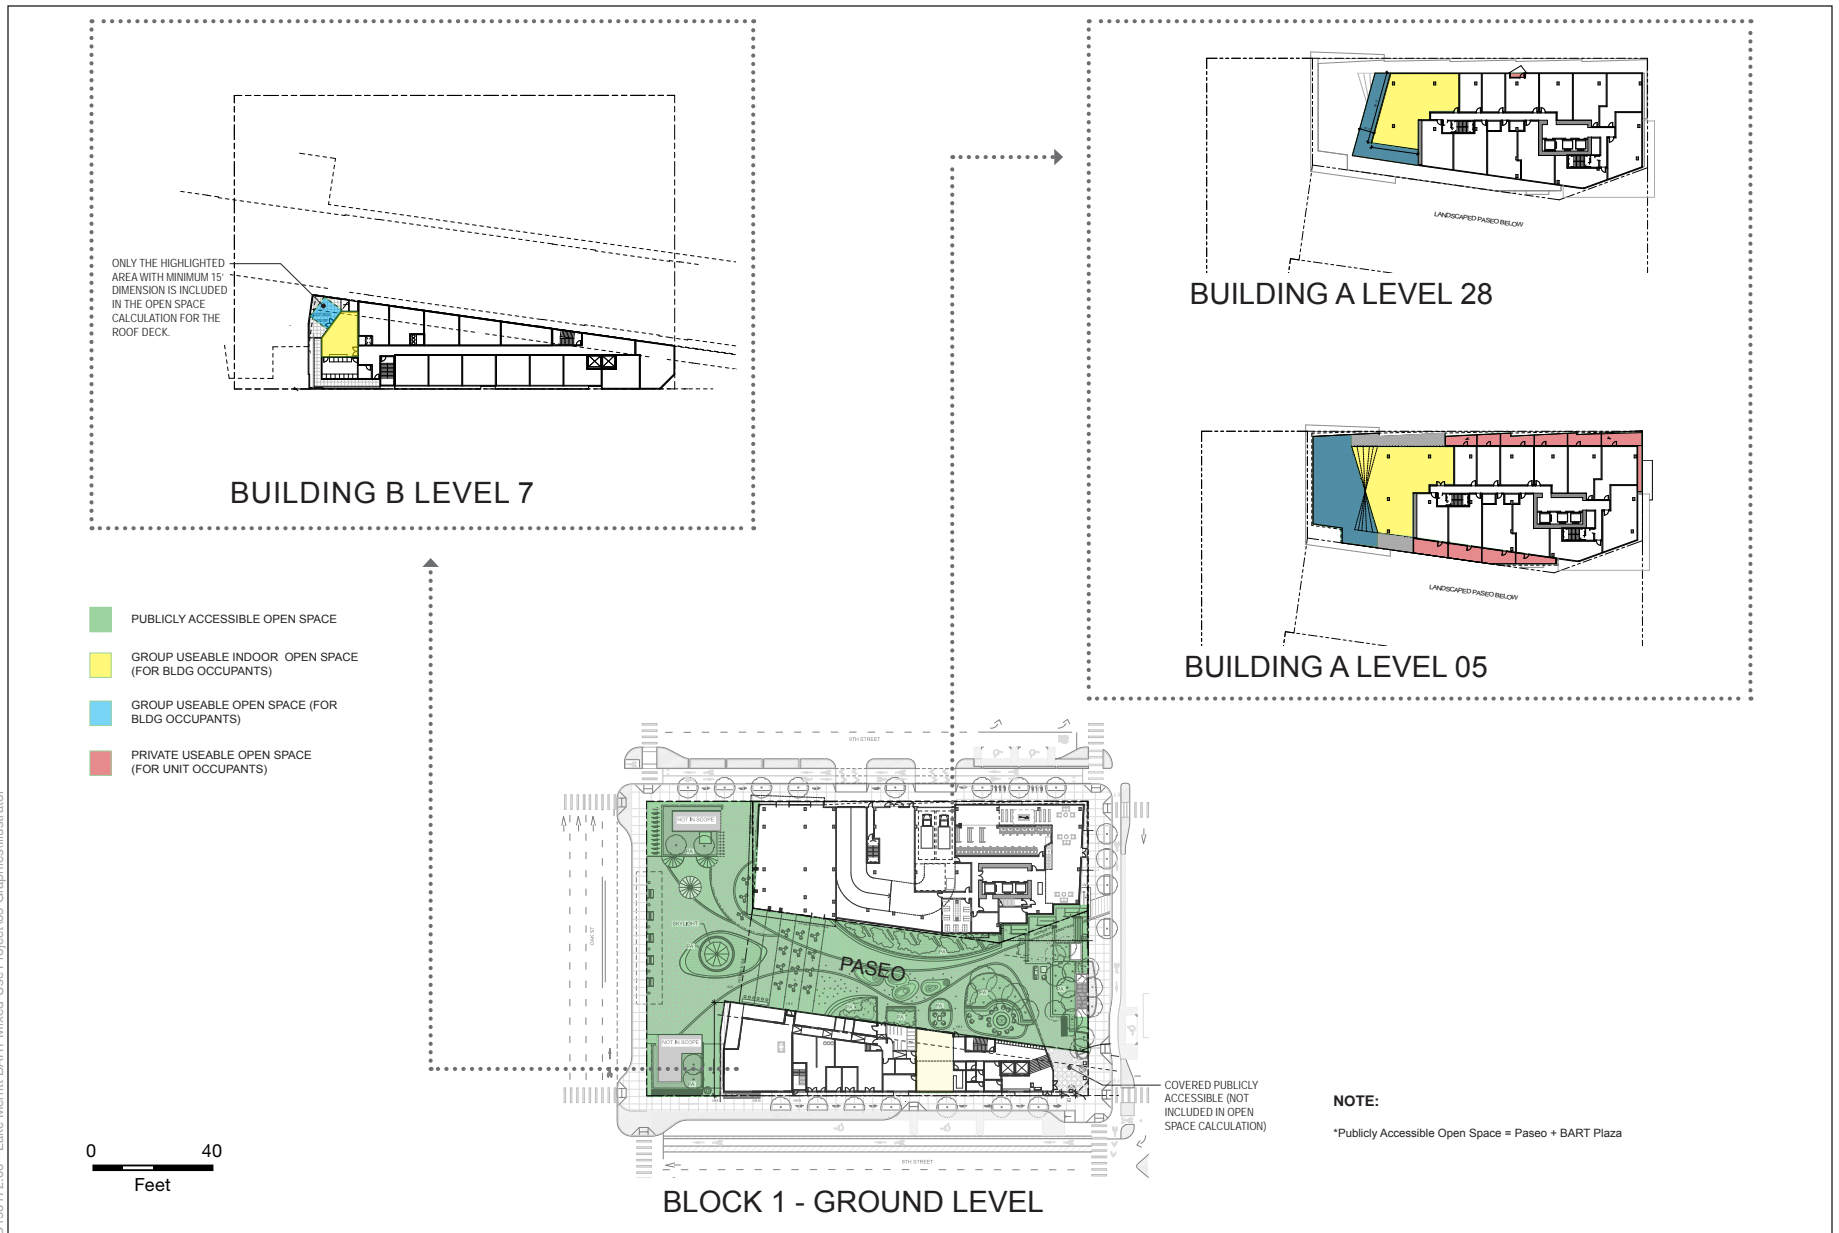 ONLY THE HIGHLIGHTED
AREA WITH MINIMUM 15'
DIMENSION IS INCLUDED
IN THE OPEN SPACE
CALCULATION FOR THE
ROOF DECK.
BUILDING B LEVEL 7
LANDSCAPED PASEO BELOW
BUILDING A LEVEL 28
LANDSCAPED PASEO BELOW
BUILDING A LEVEL 05
PUBLICLY ACCESSIBLE OPEN SPACE
GROUP USEABLE INDOOR OPEN SPACE
(FOR BLDG OCCUPANTS)
GROUP USEABLE OPEN SPACE (FOR
BLDG OCCUPANTS)
PRIVATE USEABLE OPEN SPACE
(FOR UNIT OCCUPANTS)
9TH STREET
NOT IN SCOPE
OAK ST
SKYLIGHT
PASEO
NOT IN SCOPE
8TH STREET
COVERED PUBLICLY
ACCESSIBLE (NOT
INCLUDED IN OPEN
SPACE CALCULATION)
BLOCK 1 - GROUND LEVEL
0 40
Feet
NOTE:
*Publicly Accessible Open Space = Paseo + BART Plaza